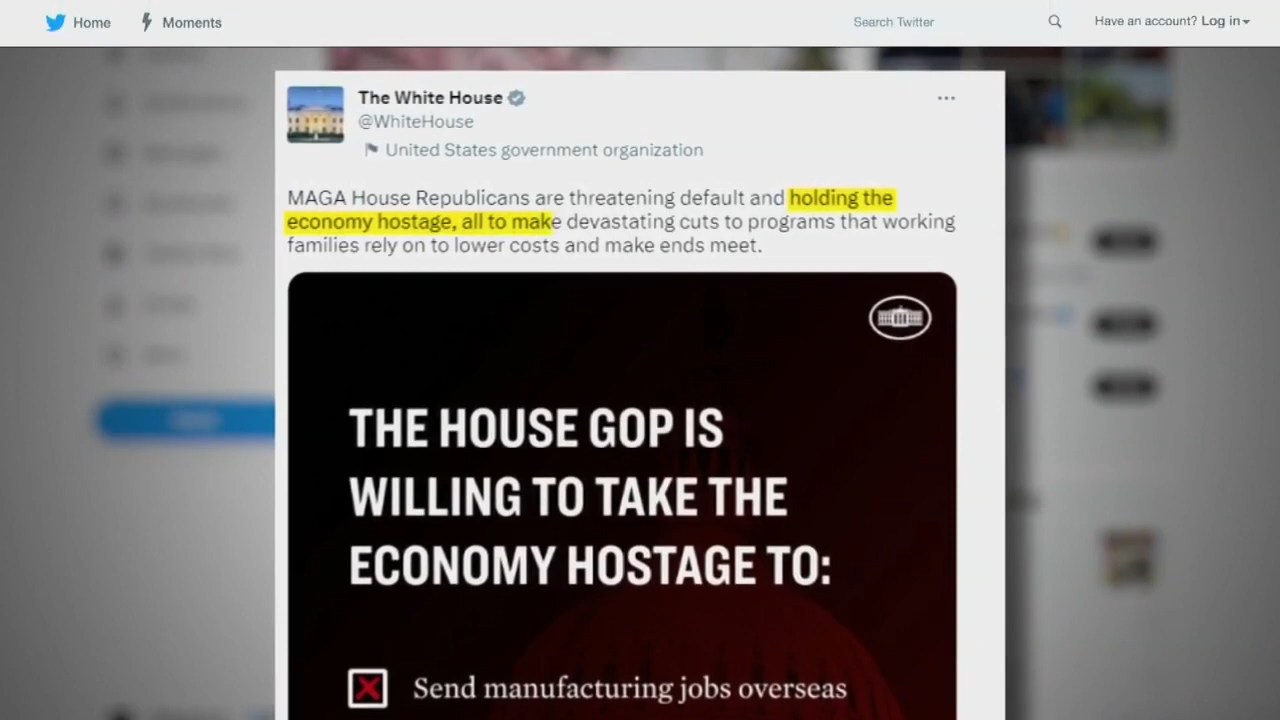 Home Moments Search Twitter Have an account? Log in
The White House
@WhiteHouse
United States government organization
MAGA House Republicans are threatening default and holding the
economy hostage, all to make devastating cuts to programs that working
families rely on to lower costs and make ends meet.
THE HOUSE GOP IS
WILLING TO TAKE THE
ECONOMY HOSTAGE TO:
Send manufacturing jobs overseas